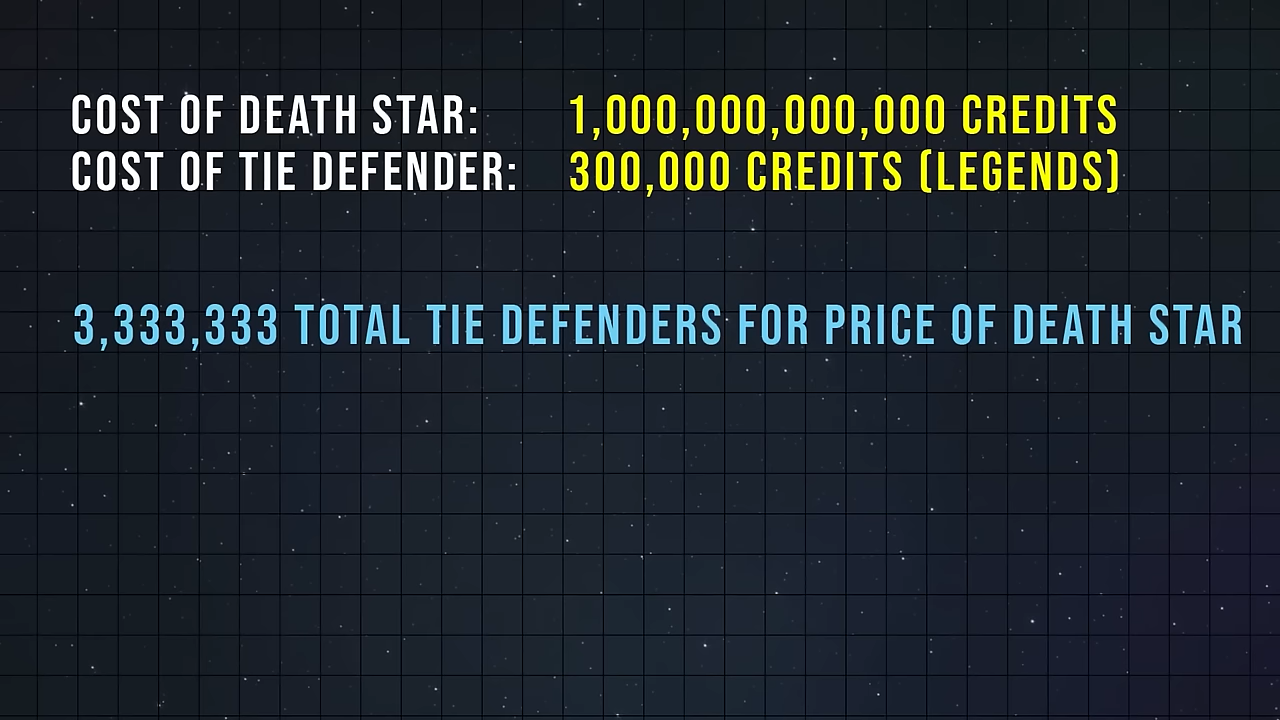 COST OF DEATH STAR: 1,000,000,000,000 CREDITS
COST OF TIE DEFENDER: 300,000 CREDITS (LEGENDS)
3,333,333 TOTAL TIE DEFENDERS FOR PRICE OF DEATH STAR